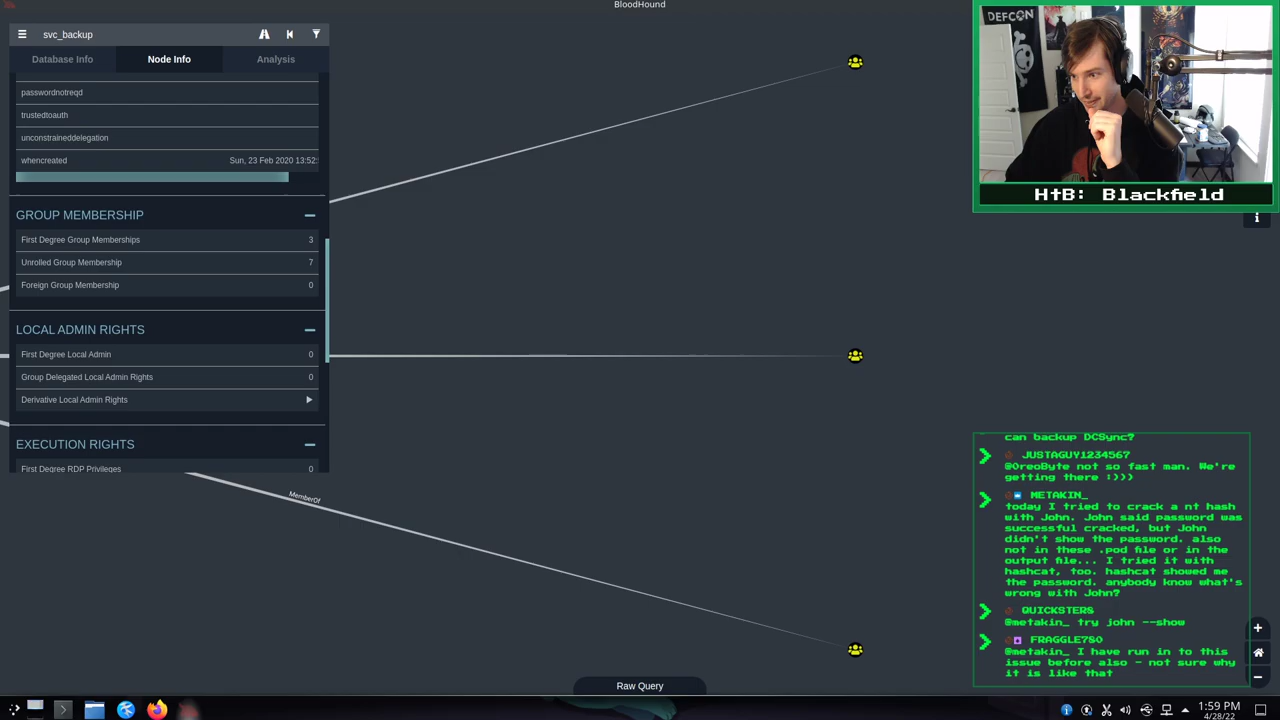 BloodHound
svc_backup
Database Info
Node Info
Analysis
passwordnotreqd
trustedtoauth
unconstraineddelegation
whencreated Sun, 23 Feb 2020 13:52:
GROUP MEMBERSHIP
First Degree Group Memberships 3
Unrolled Group Membership 7
Foreign Group Membership 0
LOCAL ADMIN RIGHTS
First Degree Local Admin 0
Group Delegated Local Admin Rights 0
Derivative Local Admin Rights
EXECUTION RIGHTS
First Degree RDP Privileges 0
MemberOf
Raw Query
DEFCON
HtB: Blackfield
can backup DCSync?
JUSTAGUY1234567
@OreoByte not so fast man. We're
getting there :)))
METAKIN_
today I tried to crack a nt hash
with John. John said password was
successful cracked, but John
didn't show the password. also
not in these .pod file or in the
output file... I tried it with
hashcat, too. hashcat showed me
the password. anybody know what's
wrong with John?
QUICKSTER8
@metakin_ try john --show
FRAGGLE780
@metakin_ I have run in to this
issue before also - not sure why
it is like that
1:59 PM
4/28/22